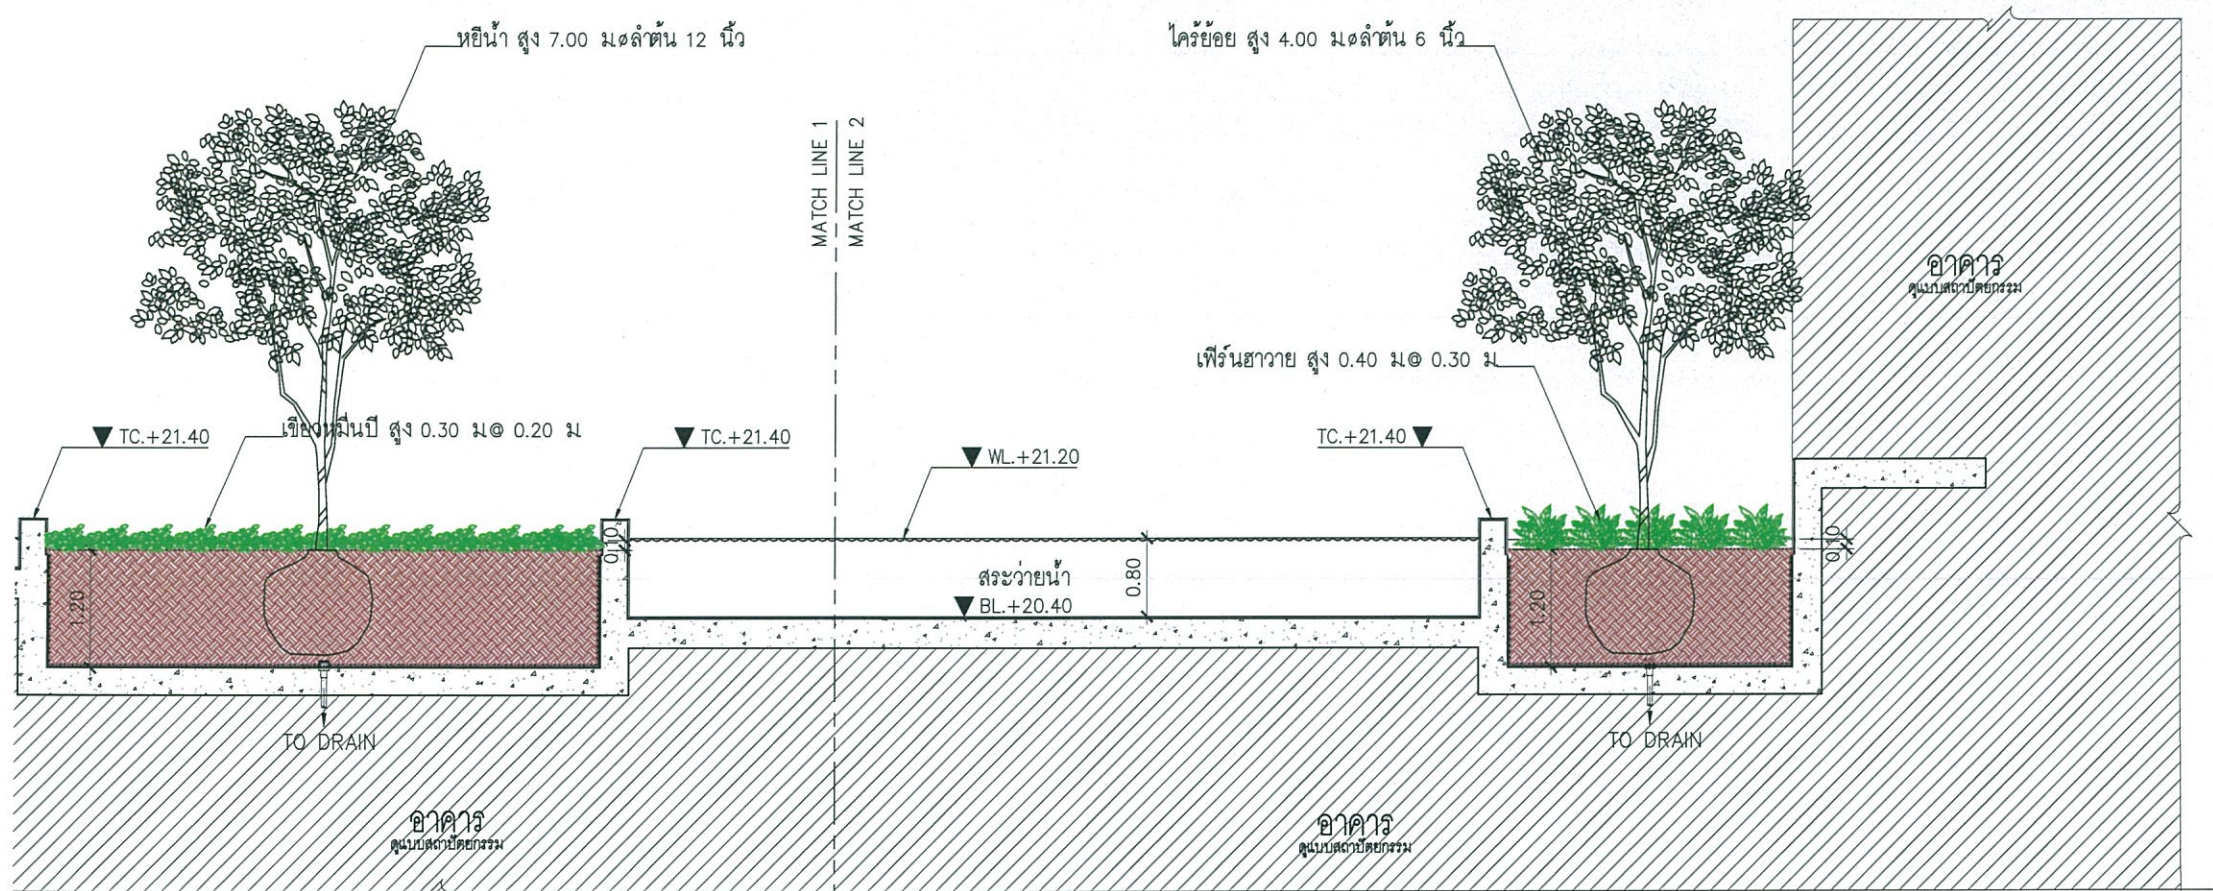 หยีน้ำ สูง 7.00 ม.ø ลำต้น 12 นิ้ว
ไคร้ย้อย สูง 4.00 ม.ø ลำต้น 6 นิ้ว
MATCH LINE 1
MATCH LINE 2
อาคาร
ดูแบบสถาปัตยกรรม
เฟิร์นฮาวาย สูง 0.40 ม.@ 0.30 ม.
เขียวหมื่นปี สูง 0.30 ม.@ 0.20 ม.
TC.+21.40
TC.+21.40
WL.+21.20
TC.+21.40
0.10
0.10
สระว่ายน้ำ
0.80
BL.+20.40
1.20
1.20
TO DRAIN
TO DRAIN
อาคาร
ดูแบบสถาปัตยกรรม
อาคาร
ดูแบบสถาปัตยกรรม